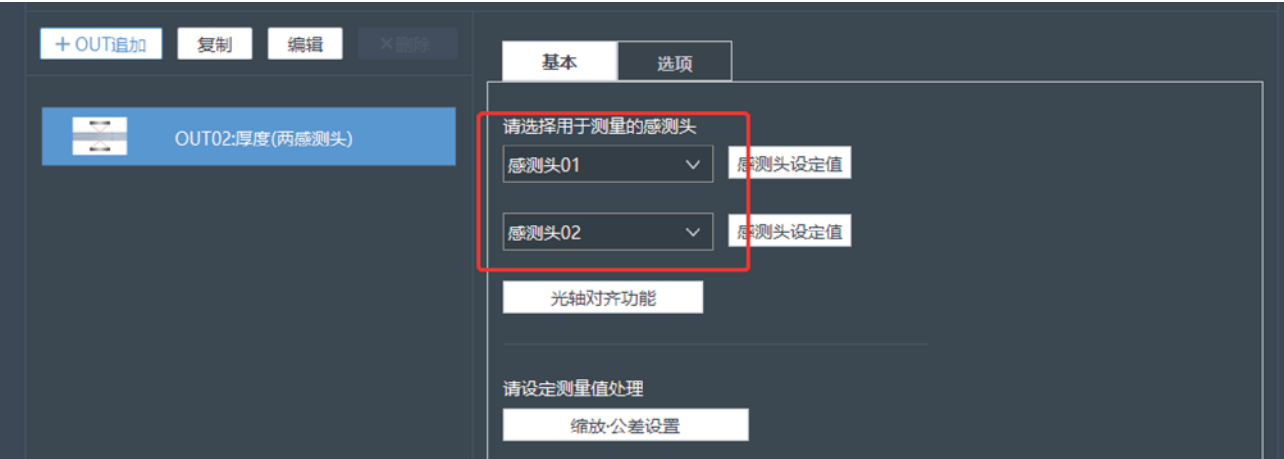 + OUT追加 复制 编辑 ×删除
基本 选项
OUT02:厚度(两感测头)
请选择用于测量的感测头
感测头01 感测头设定值
感测头02 感测头设定值
光轴对齐功能
请设定测量值处理
缩放·公差设置